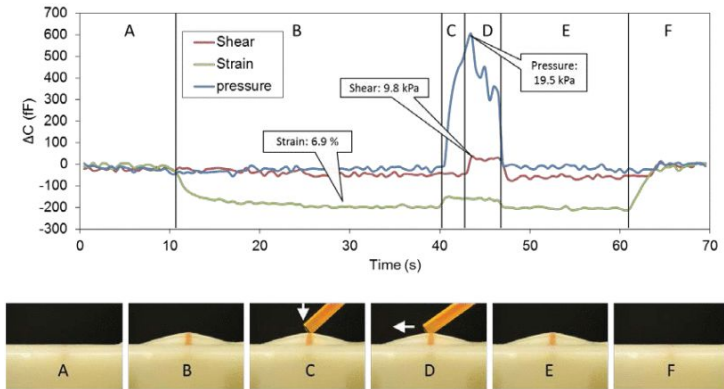 A B C D E F
ΔC (fF)
700
600
500
400
300
200
100
0
-100
-200
-300
Shear
Strain
pressure
Pressure:
19.5 kPa
Shear: 9.8 kPa
Strain: 6.9 %
0 10 20 30 40 50 60 70
Time (s)
A B C D E F